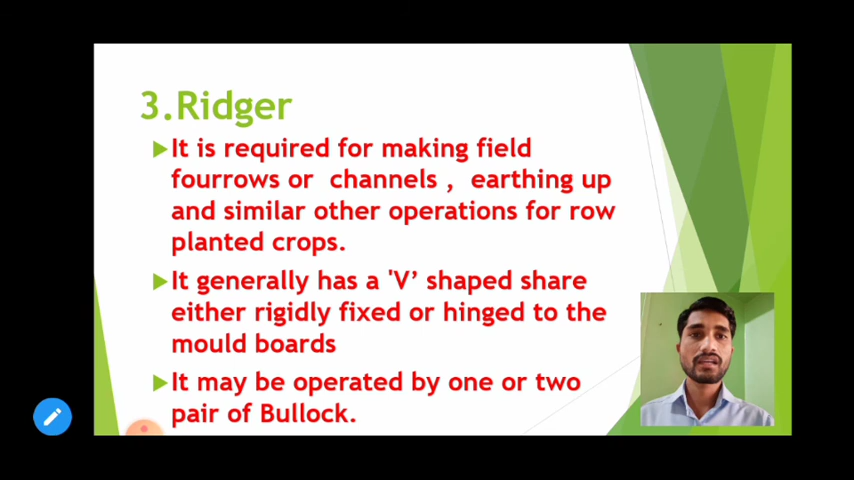 3.Ridger
It is required for making field
fourrows or channels , earthing up
and similar other operations for row
planted crops.
It generally has a 'V’ shaped share
either rigidly fixed or hinged to the
mould boards
It may be operated by one or two
pair of Bullock.